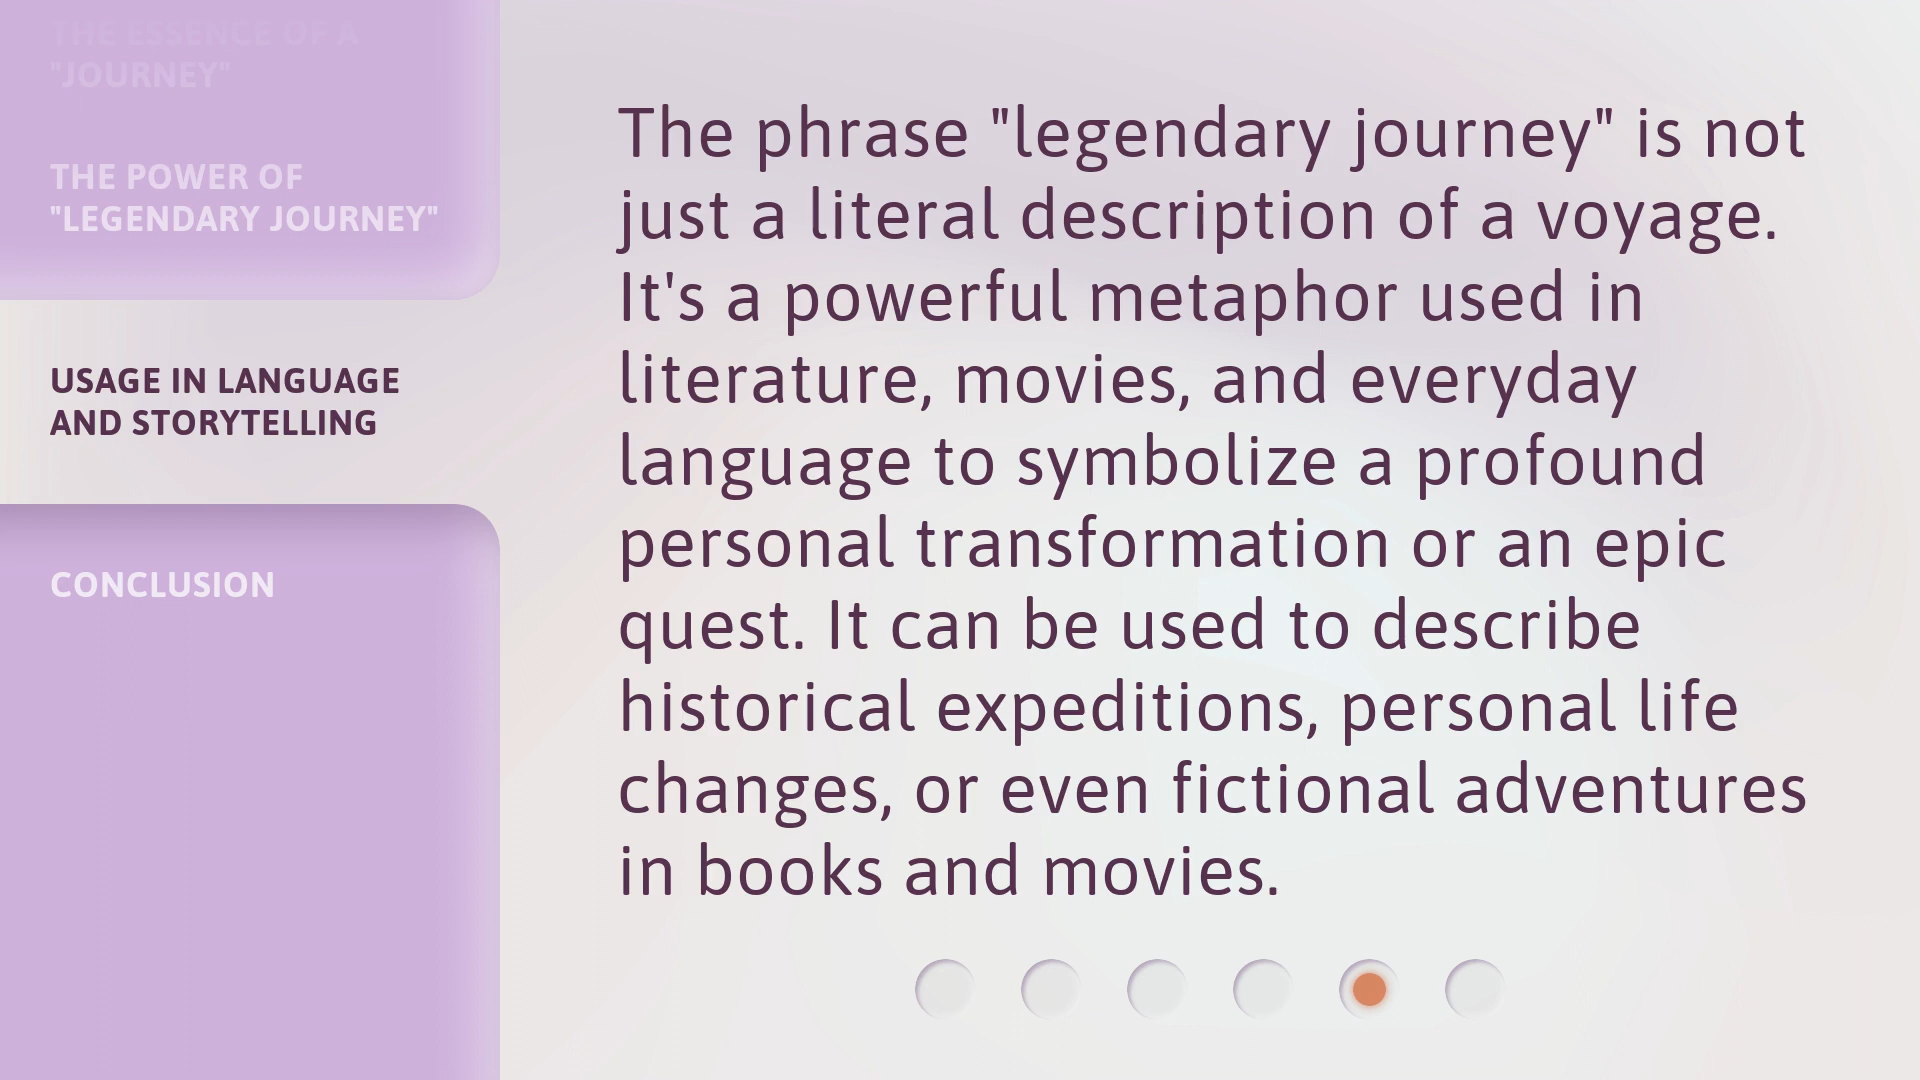 THE ESSENCE OF A
"JOURNEY"
THE POWER OF
"LEGENDARY JOURNEY"
USAGE IN LANGUAGE
AND STORYTELLING
CONCLUSION
The phrase "legendary journey" is not
just a literal description of a voyage.
It's a powerful metaphor used in
literature, movies, and everyday
language to symbolize a profound
personal transformation or an epic
quest. It can be used to describe
historical expeditions, personal life
changes, or even fictional adventures
in books and movies.